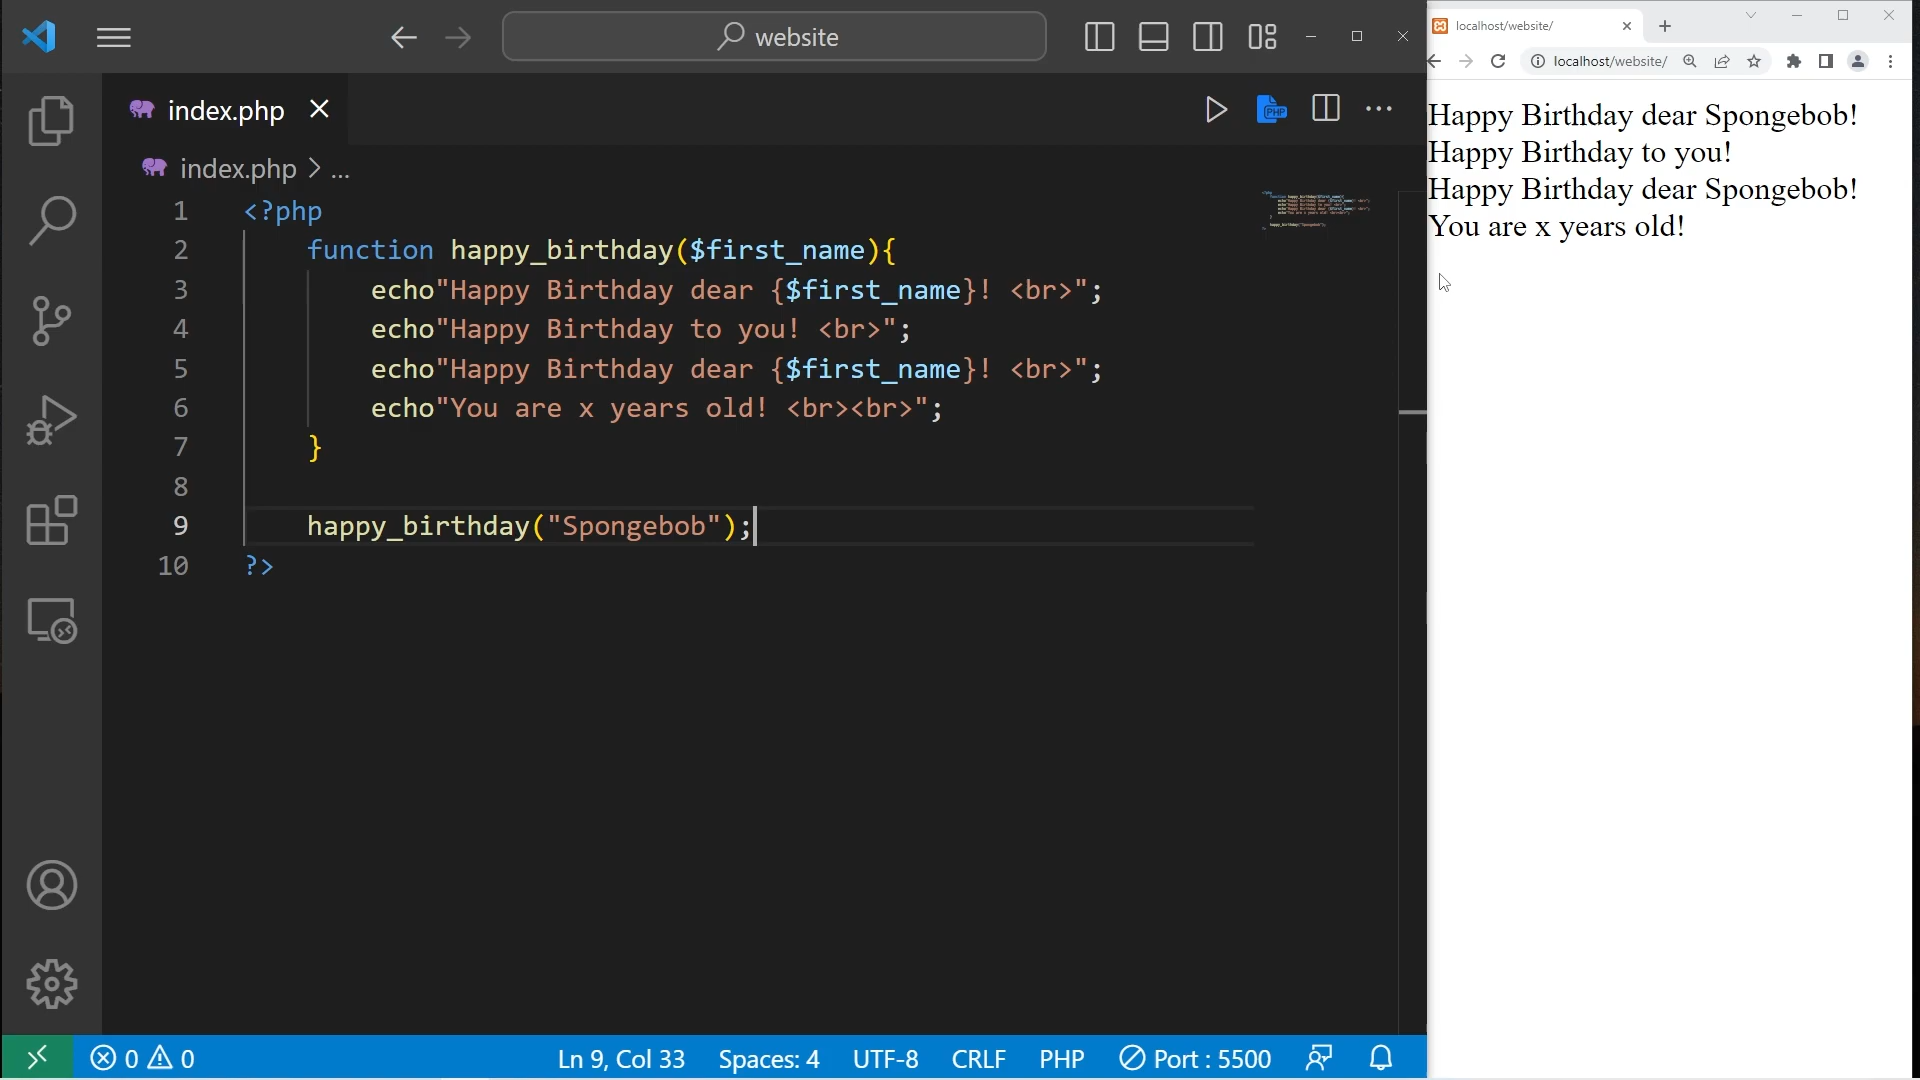 website
index.php
index.php > ...
1 <?php
2 function happy_birthday($first_name){
3 echo"Happy Birthday dear {$first_name}! <br>";
4 echo"Happy Birthday to you! <br>";
5 echo"Happy Birthday dear {$first_name}! <br>";
6 echo"You are x years old! <br><br>";
7 }
8
9 happy_birthday("Spongebob");
10 ?>
0 0 Ln 9, Col 33 Spaces: 4 UTF-8 CRLF PHP Port : 5500
localhost/website/
localhost/website/
Happy Birthday dear Spongebob!
Happy Birthday to you!
Happy Birthday dear Spongebob!
You are x years old!